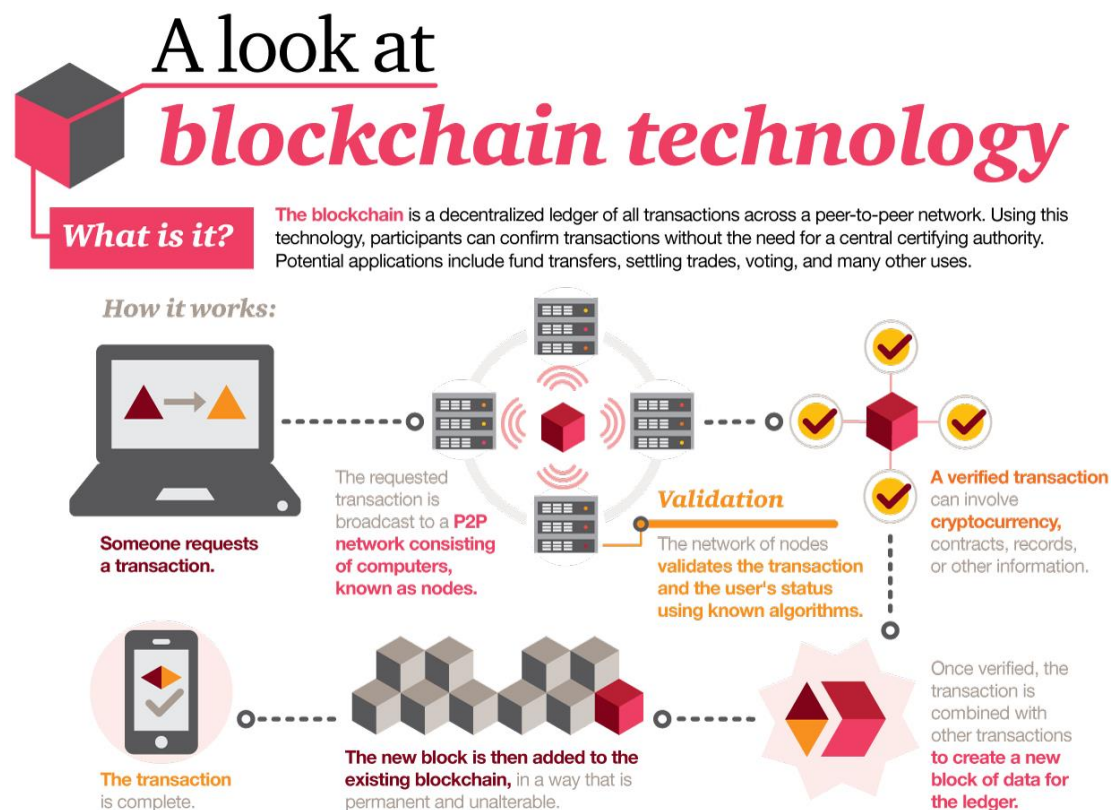 A look at
blockchain technology
What is it?
The blockchain is a decentralized ledger of all transactions across a peer-to-peer network. Using this
technology, participants can confirm transactions without the need for a central certifying authority.
Potential applications include fund transfers, settling trades, voting, and many other uses.
How it works:
Someone requests
a transaction.
The requested
transaction is
broadcast to a P2P
network consisting
of computers,
known as nodes.
Validation
The network of nodes
validates the transaction
and the user's status
using known algorithms.
A verified transaction
can involve
cryptocurrency,
contracts, records,
or other information.
Once verified, the
transaction is
combined with
other transactions
to create a new
block of data for
the ledger.
The new block is then added to the
existing blockchain, in a way that is
permanent and unalterable.
The transaction
is complete.